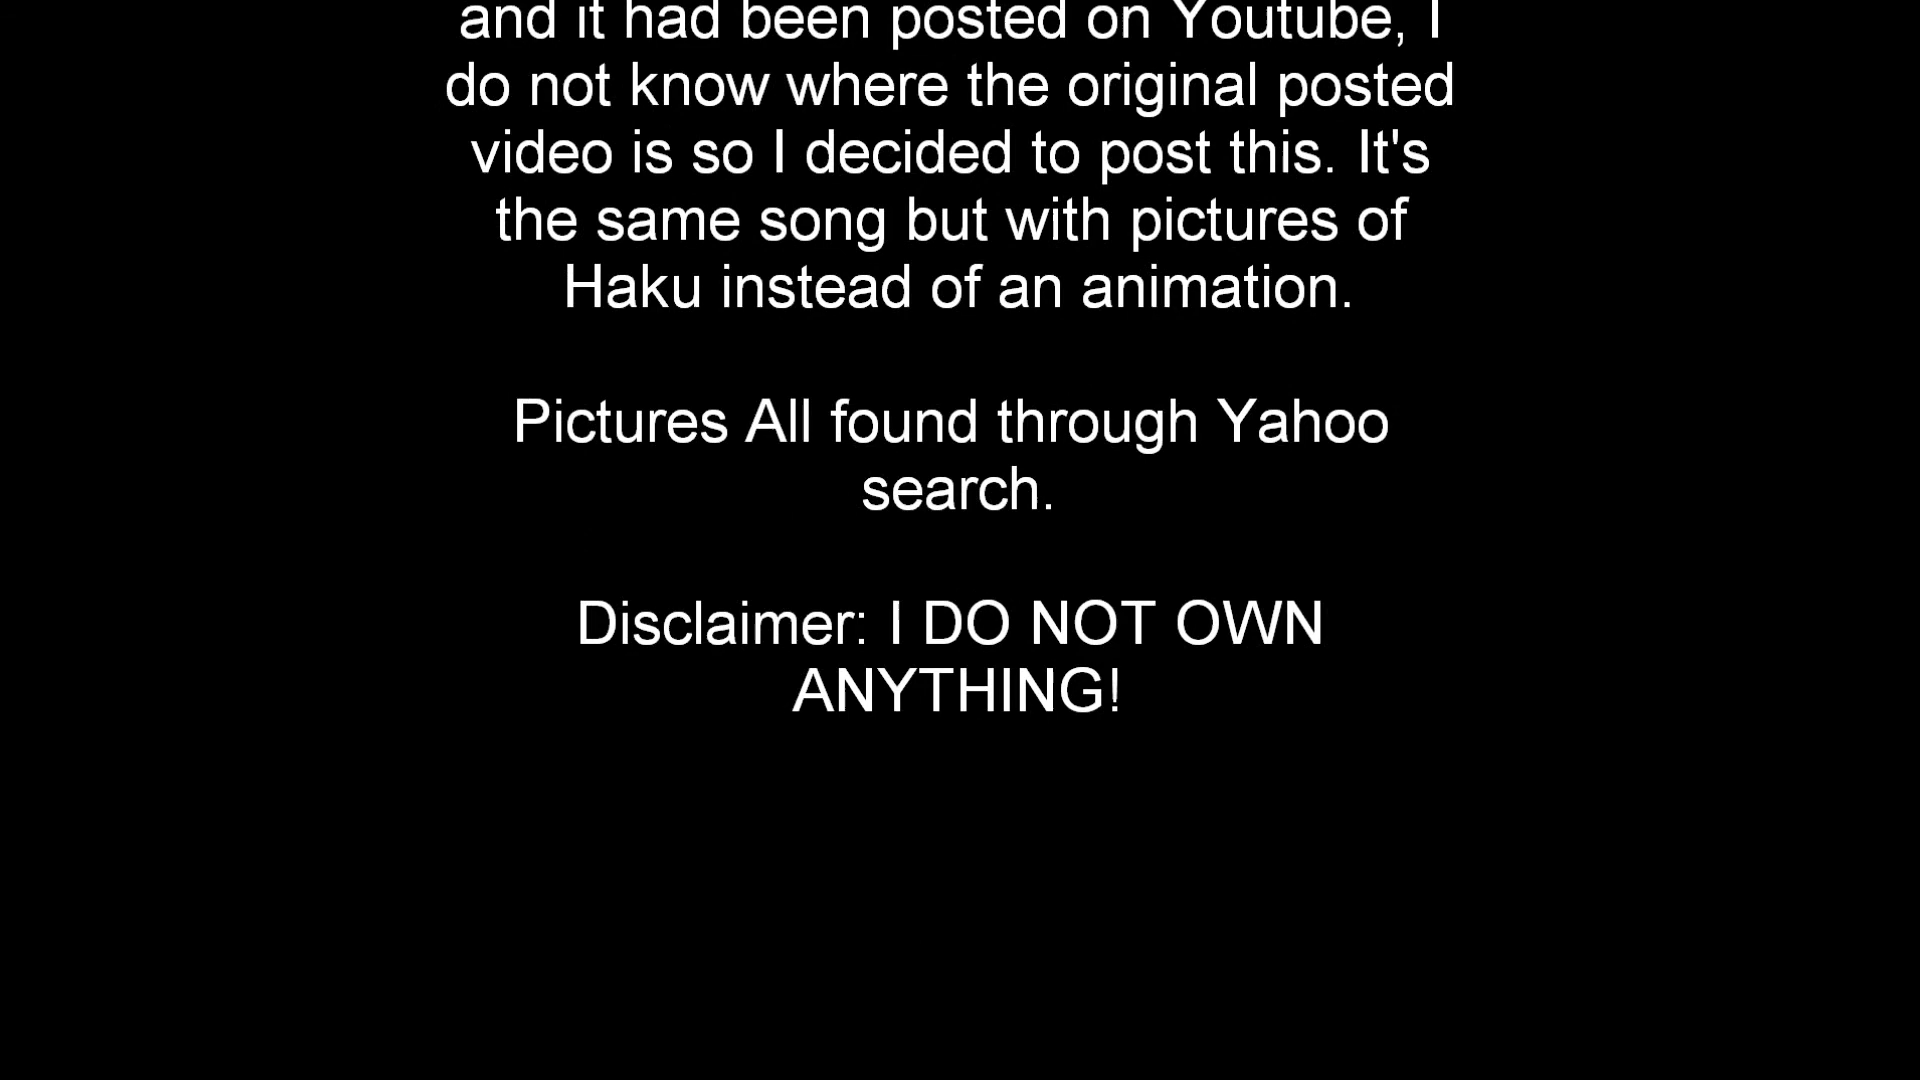 and it had been posted on Youtube, I
do not know where the original posted
video is so I decided to post this. It's
the same song but with pictures of
Haku instead of an animation.
Pictures All found through Yahoo
search.
Disclaimer: I DO NOT OWN
ANYTHING!